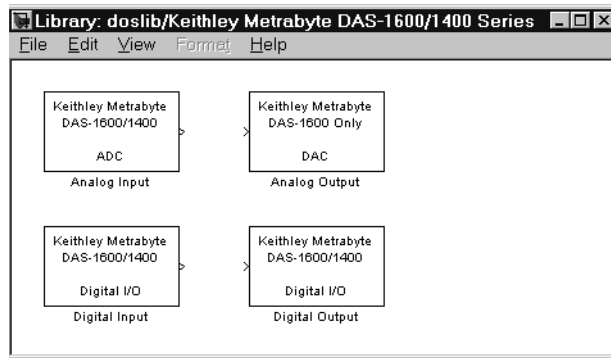 Library: doslib/Keithley Metrabyte DAS-1600/1400 Series
File Edit View Format Help
Keithley Metrabyte
DAS-1600/1400
ADC
Analog Input
Keithley Metrabyte
DAS-1600 Only
DAC
Analog Output
Keithley Metrabyte
DAS-1600/1400
Digital I/O
Digital Input
Keithley Metrabyte
DAS-1600/1400
Digital I/O
Digital Output